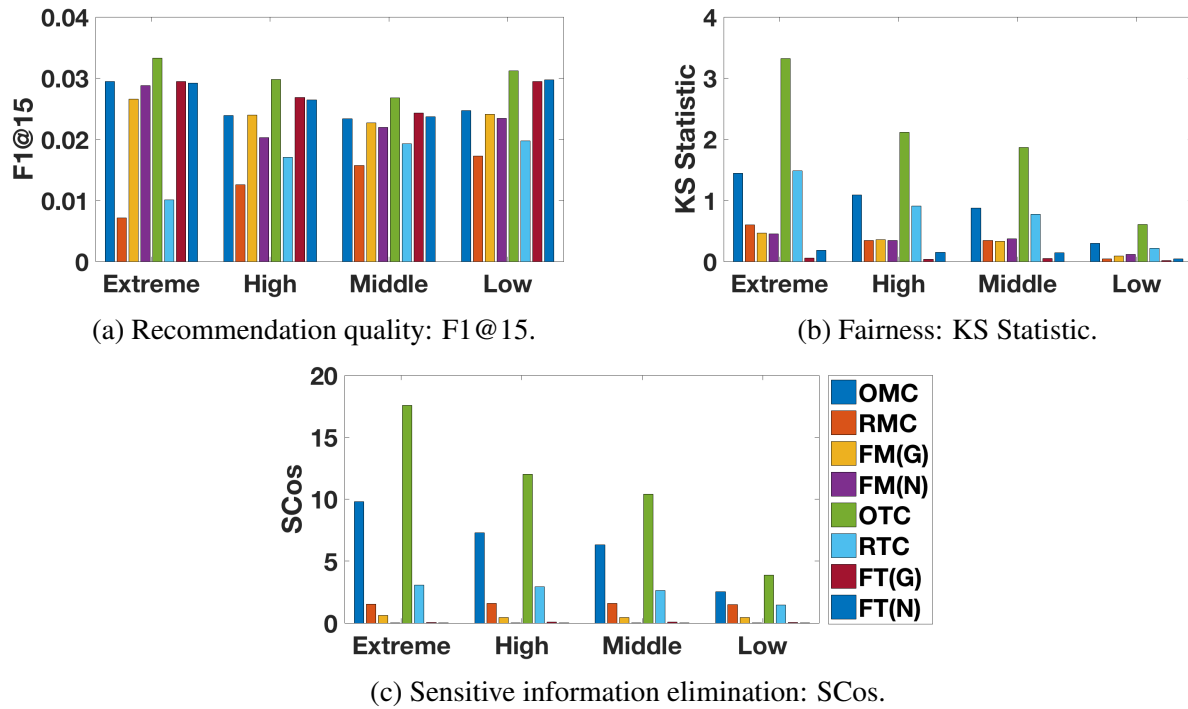 0.04
0.03
0.02
0.01
0
F1@15
Extreme High Middle Low
(a) Recommendation quality: F1@15.
4
3
2
1
0
KS Statistic
Extreme High Middle Low
(b) Fairness: KS Statistic.
20
15
10
5
0
SCos
Extreme High Middle Low
OMC
RMC
FM(G)
FM(N)
OTC
RTC
FT(G)
FT(N)
(c) Sensitive information elimination: SCos.